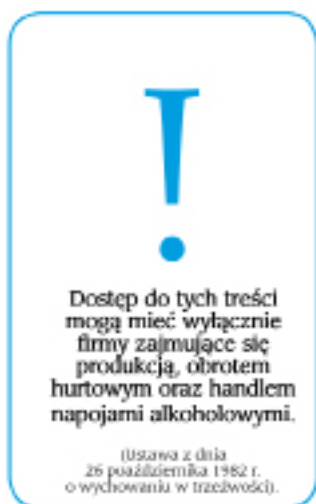 !
Dostęp do tych treści
mogą mieć wyłącznie
firmy zajmujące się
produkcją, obrotem
hurtowym oraz handlem
napojami alkoholowymi.
(Ustawa z dnia
26 października 1982 r.
o wychowaniu w trzeźwości).